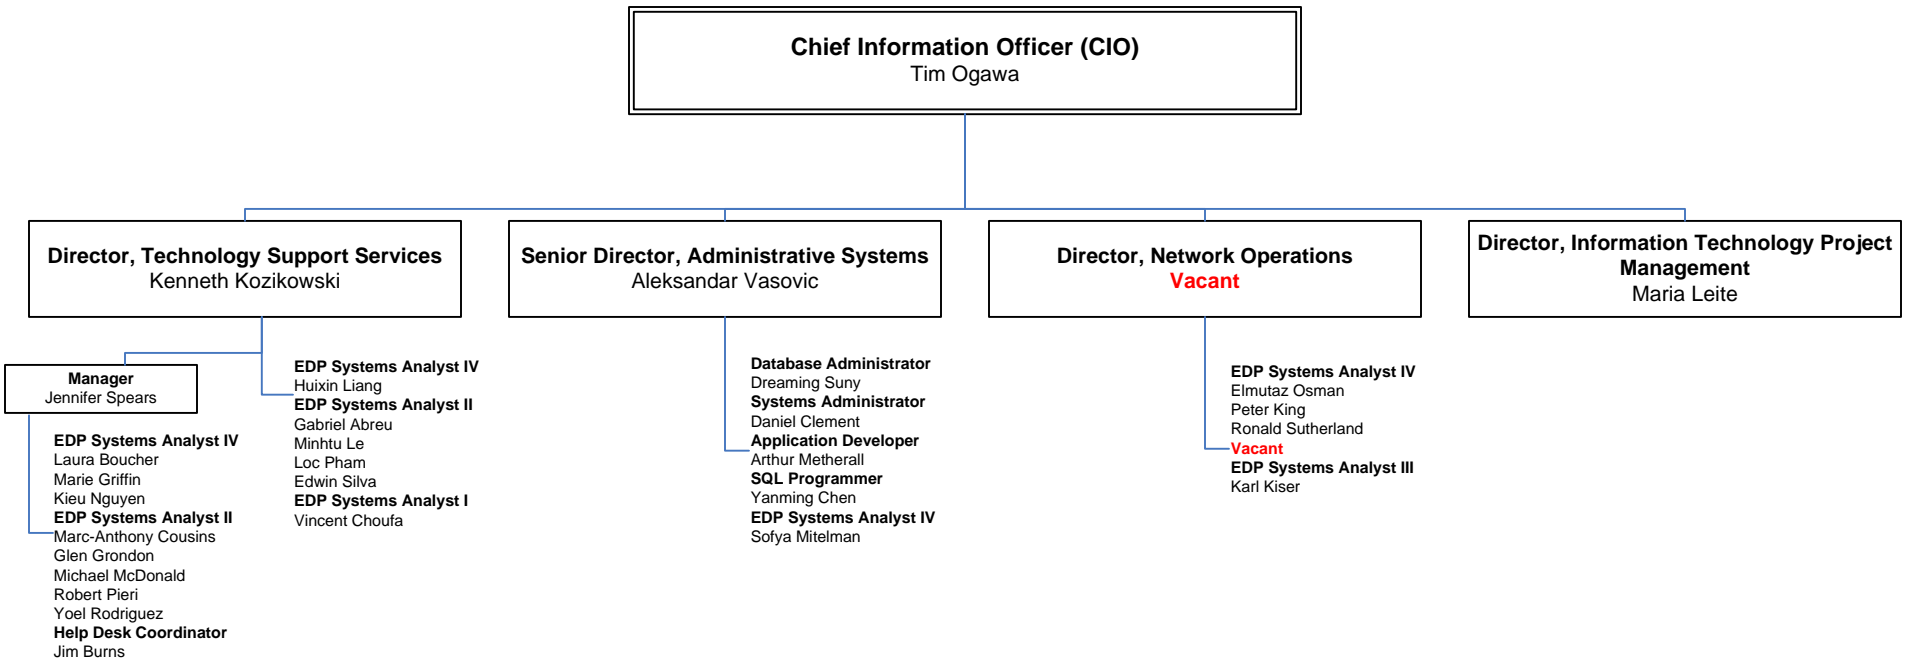 Chief Information Officer (CIO)
Tim Ogawa
Director, Technology Support Services
Kenneth Kozikowski
Senior Director, Administrative Systems
Aleksandar Vasovic
Director, Network Operations
Vacant
Director, Information Technology Project
Management
Maria Leite
Manager
Jennifer Spears
EDP Systems Analyst IV
Laura Boucher
Marie Griffin
Kieu Nguyen
EDP Systems Analyst II
Marc-Anthony Cousins
Glen Grondon
Michael McDonald
Robert Pieri
Yoel Rodriguez
Help Desk Coordinator
Jim Burns
EDP Systems Analyst IV
Huixin Liang
EDP Systems Analyst II
Gabriel Abreu
Minhtu Le
Loc Pham
Edwin Silva
EDP Systems Analyst I
Vincent Choufa
Database Administrator
Dreaming Suny
Systems Administrator
Daniel Clement
Application Developer
Arthur Metherall
SQL Programmer
Yanming Chen
EDP Systems Analyst IV
Sofya Mitelman
EDP Systems Analyst IV
Elmutaz Osman
Peter King
Ronald Sutherland
Vacant
EDP Systems Analyst III
Karl Kiser